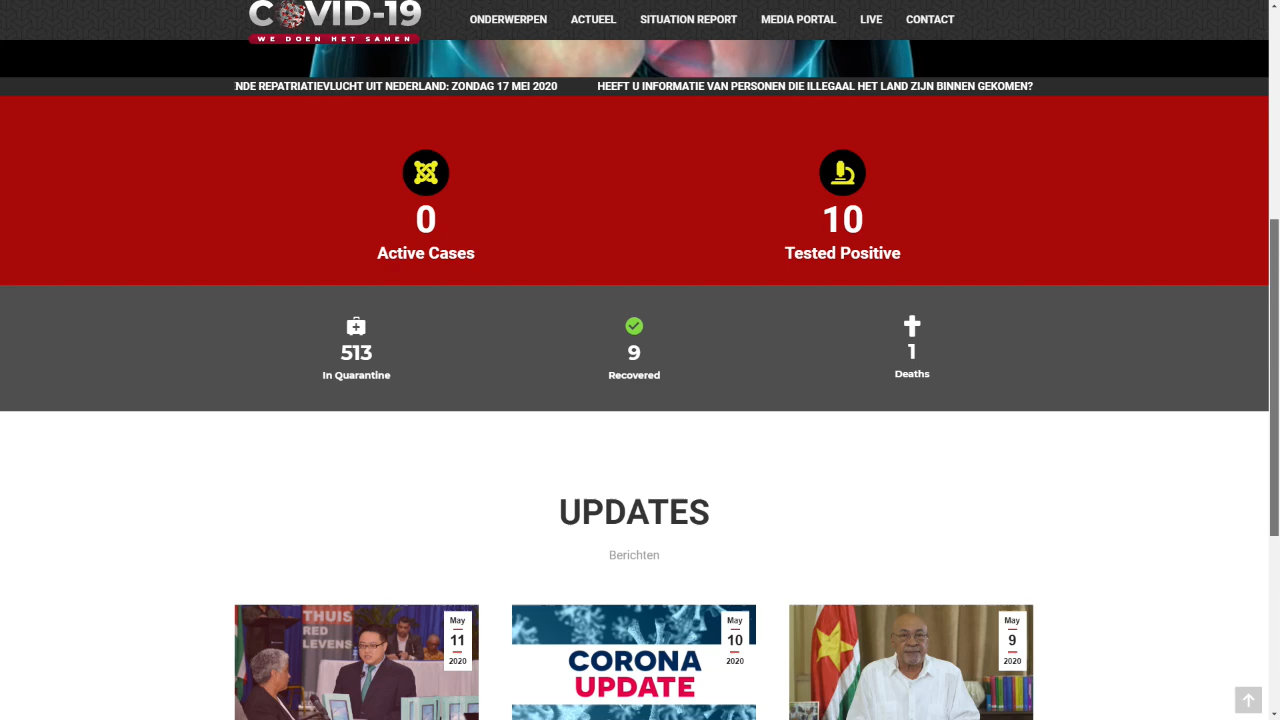 COVID-19
WE DOEN HET SAMEN
ONDERWERPEN ACTUEEL SITUATION REPORT MEDIA PORTAL LIVE CONTACT
NDE REPATRIATIEVLUCHT UIT NEDERLAND: ZONDAG 17 MEI 2020 HEEFT U INFORMATIE VAN PERSONEN DIE ILLEGAAL HET LAND ZIJN BINNEN GEKOMEN?
0
Active Cases
10
Tested Positive
513
In Quarantine
9
Recovered
1
Deaths
UPDATES
Berichten
THUIS
RED
LEVENS
May
11
2020
CORONA
UPDATE
May
10
2020
May
9
2020